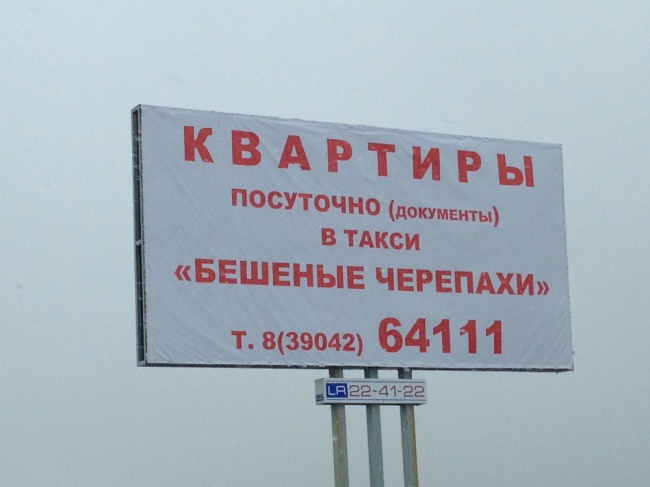 КВАРТИРЫ
ПОСУТОЧНО (ДОКУМЕНТЫ)
В ТАКСИ
«БЕШЕНЫЕ ЧЕРЕПАХИ»
Т. 8(39042) 64111
LR 22-41-22